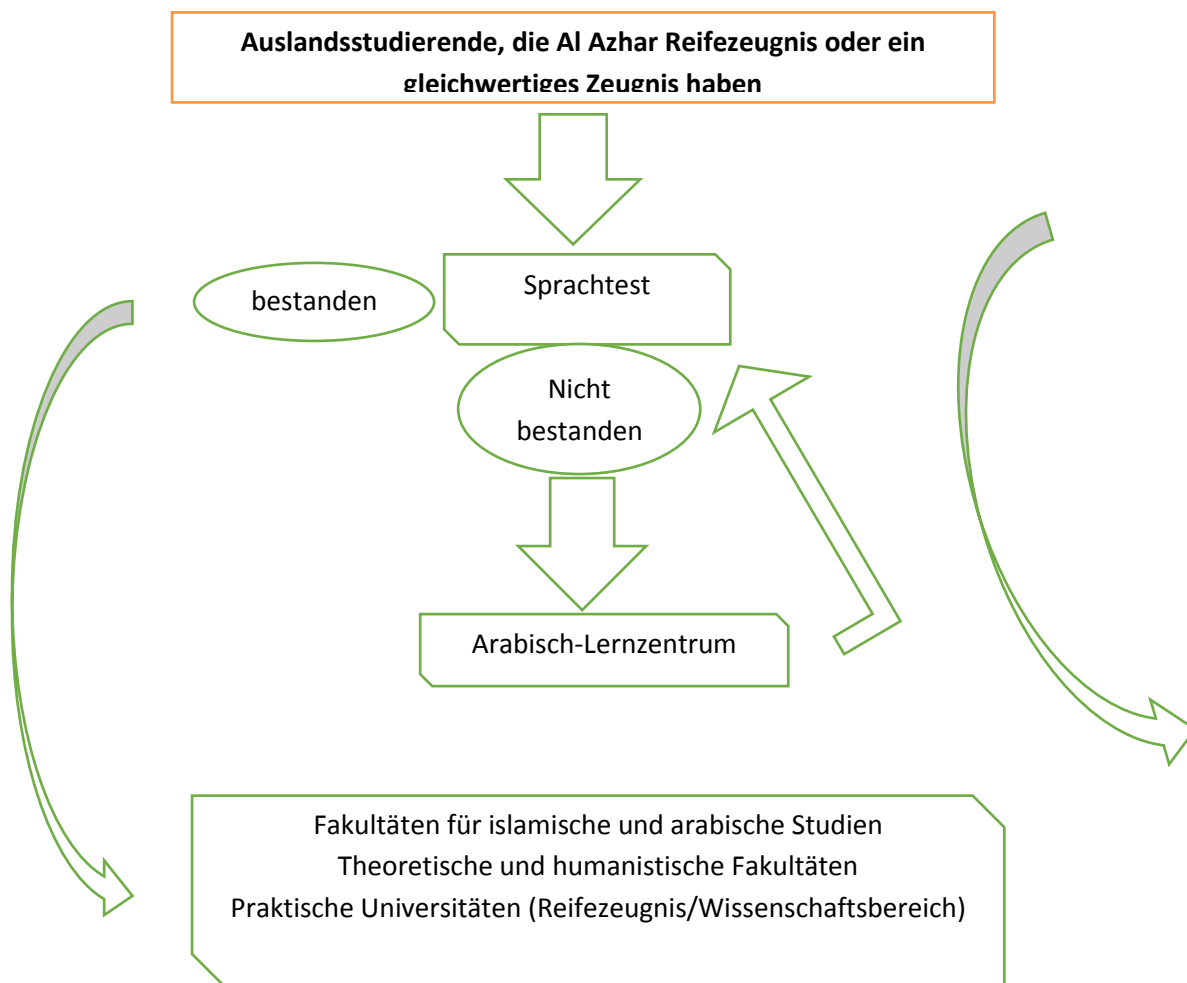 Auslandsstudierende, die Al Azhar Reifezeugnis oder ein
gleichwertiges Zeugnis haben
bestanden
Sprachtest
Nicht
bestanden
Arabisch-Lernzentrum
Fakultäten für islamische und arabische Studien
Theoretische und humanistische Fakultäten
Praktische Universitäten (Reifezeugnis/Wissenschaftsbereich)